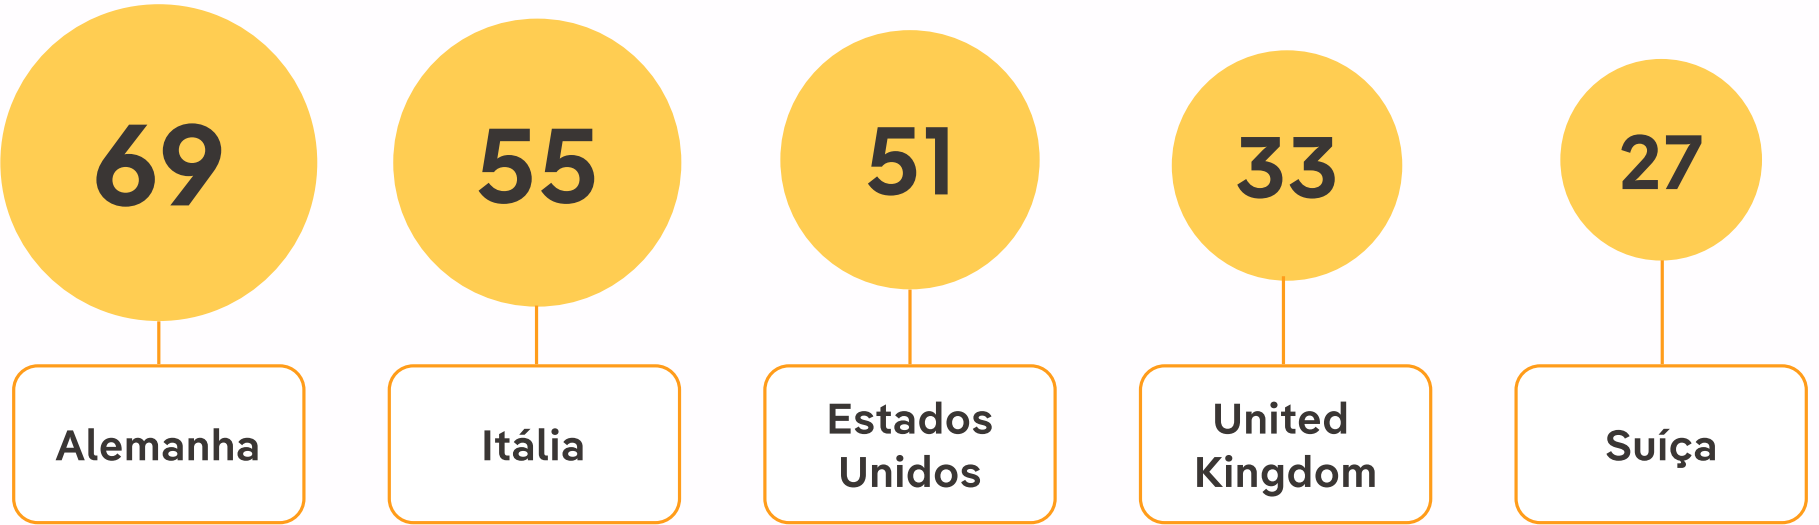 69
55
51
33
27
Alemanha
Itália
Estados
Unidos
United
Kingdom
Suíça